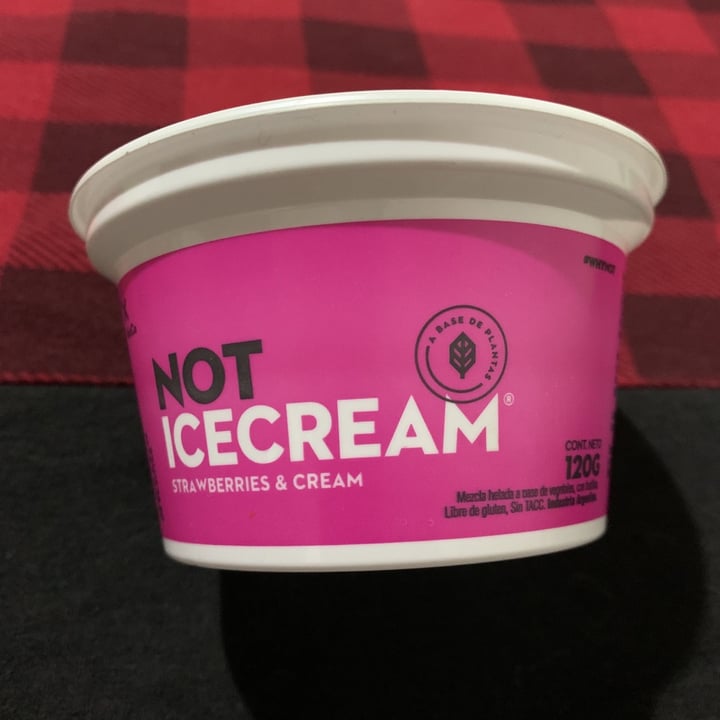 #WHYNOT
A BASE DE PLANTAS
NOT
ICECREAM®
STRAWBERRIES & CREAM
CONT. NETO
120G
Mezcla helada a base de vegetales, con
Libre de gluten, Sin TACC. Industria Argentina.